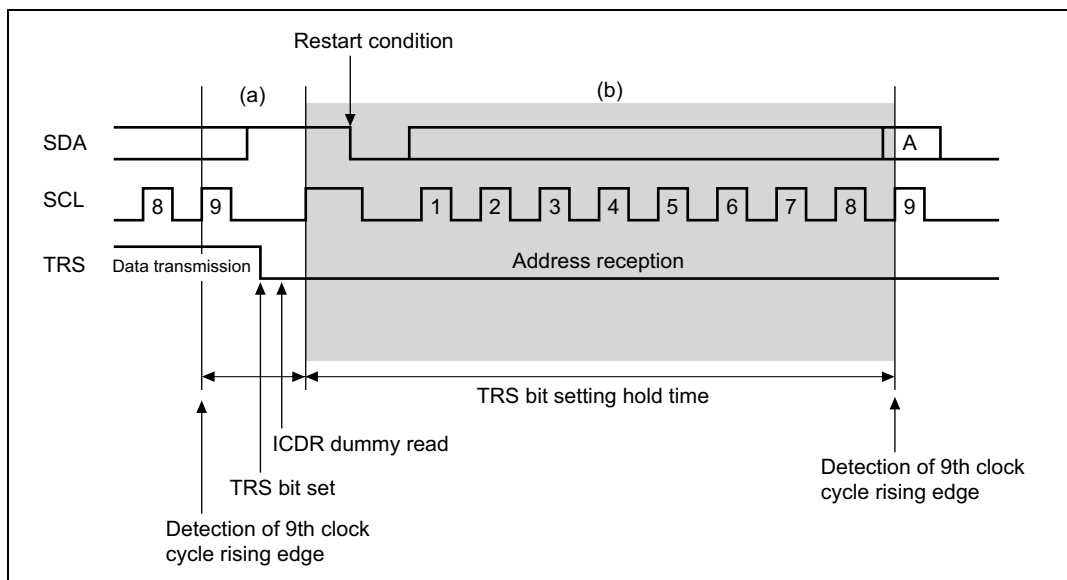 Restart condition
(a)
(b)
SDA
A
SCL
8
9
1
2
3
4
5
6
7
8
9
TRS
Data transmission
Address reception
TRS bit setting hold time
ICDR dummy read
TRS bit set
Detection of 9th clock
cycle rising edge
Detection of 9th clock
cycle rising edge